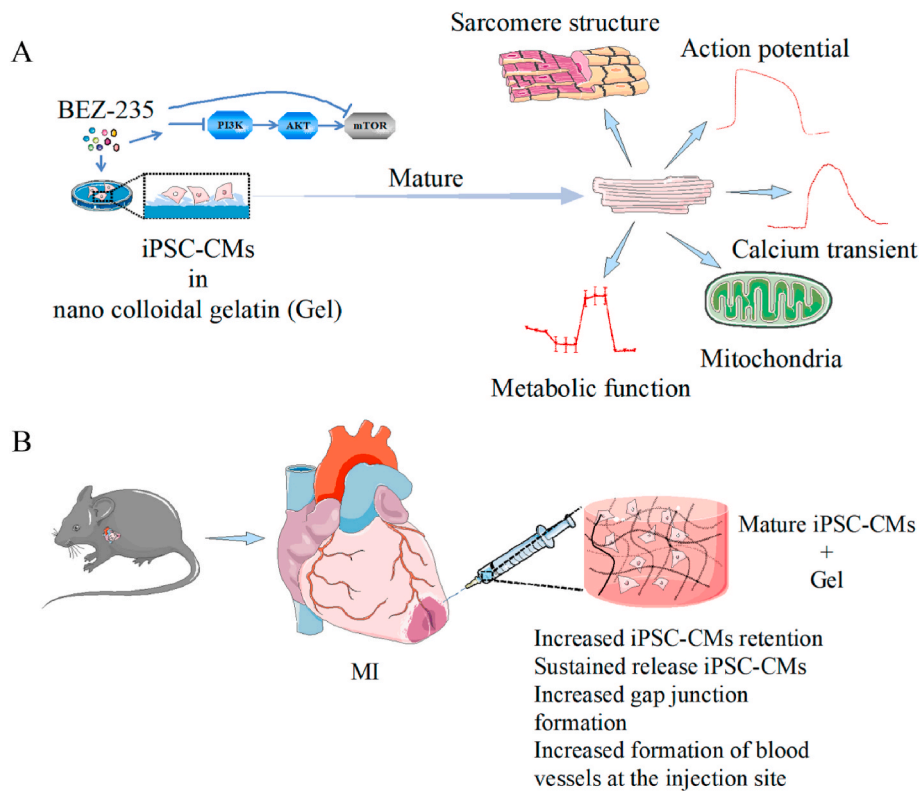 A
Sarcomere structure
Action potential
BEZ-235
PI3K
AKT
mTOR
Mature
iPSC-CMs
in
nano colloidal gelatin (Gel)
Calcium transient
Mitochondria
Metabolic function
B
Mature iPSC-CMs
+
Gel
MI
Increased iPSC-CMs retention
Sustained release iPSC-CMs
Increased gap junction
formation
Increased formation of blood
vessels at the injection site